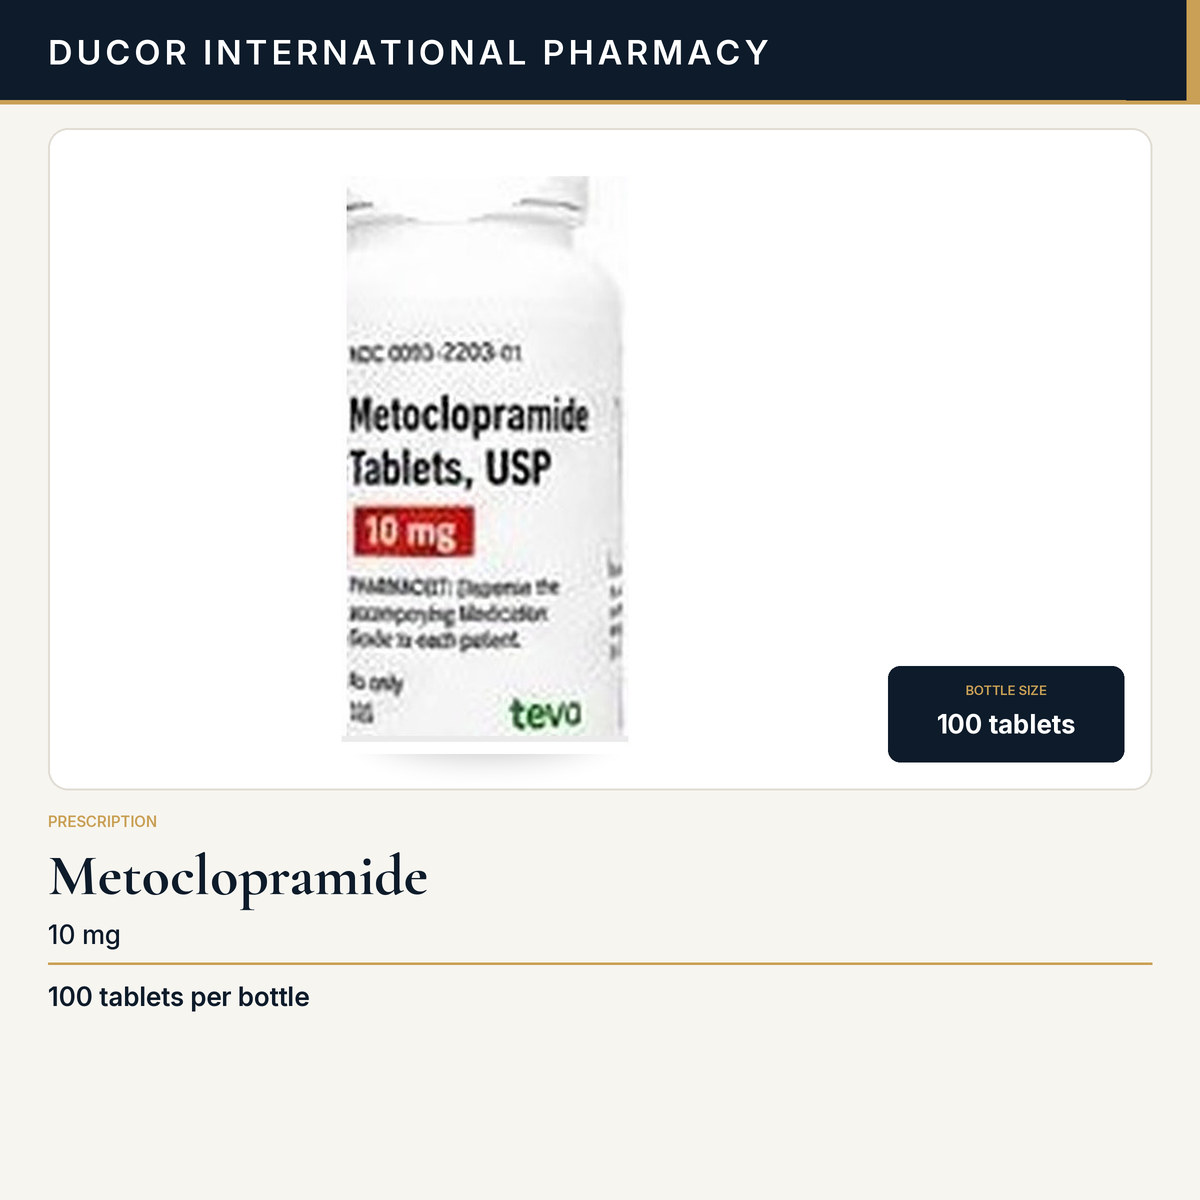 DUCOR INTERNATIONAL PHARMACY
NDC 0093-2203-01
Metoclopramide
Tablets, USP
10 mg
PHARMACIST: Dispense the
accompanying Medication
Guide to each patient.
only
teva
BOTTLE SIZE
100 tablets
PRESCRIPTION
Metoclopramide
10 mg
100 tablets per bottle